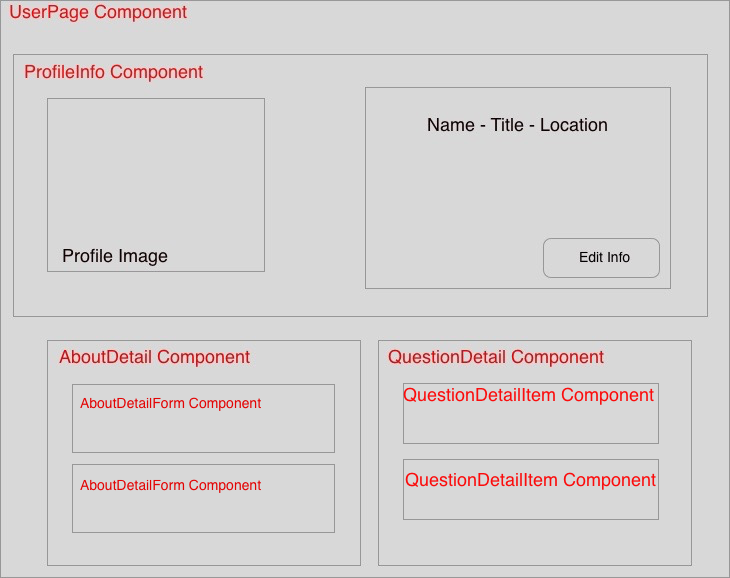 UserPage Component
ProfileInfo Component
Name - Title - Location
Profile Image
Edit Info
AboutDetail Component
AboutDetailForm Component
AboutDetailForm Component
QuestionDetail Component
QuestionDetailItem Component
QuestionDetailItem Component